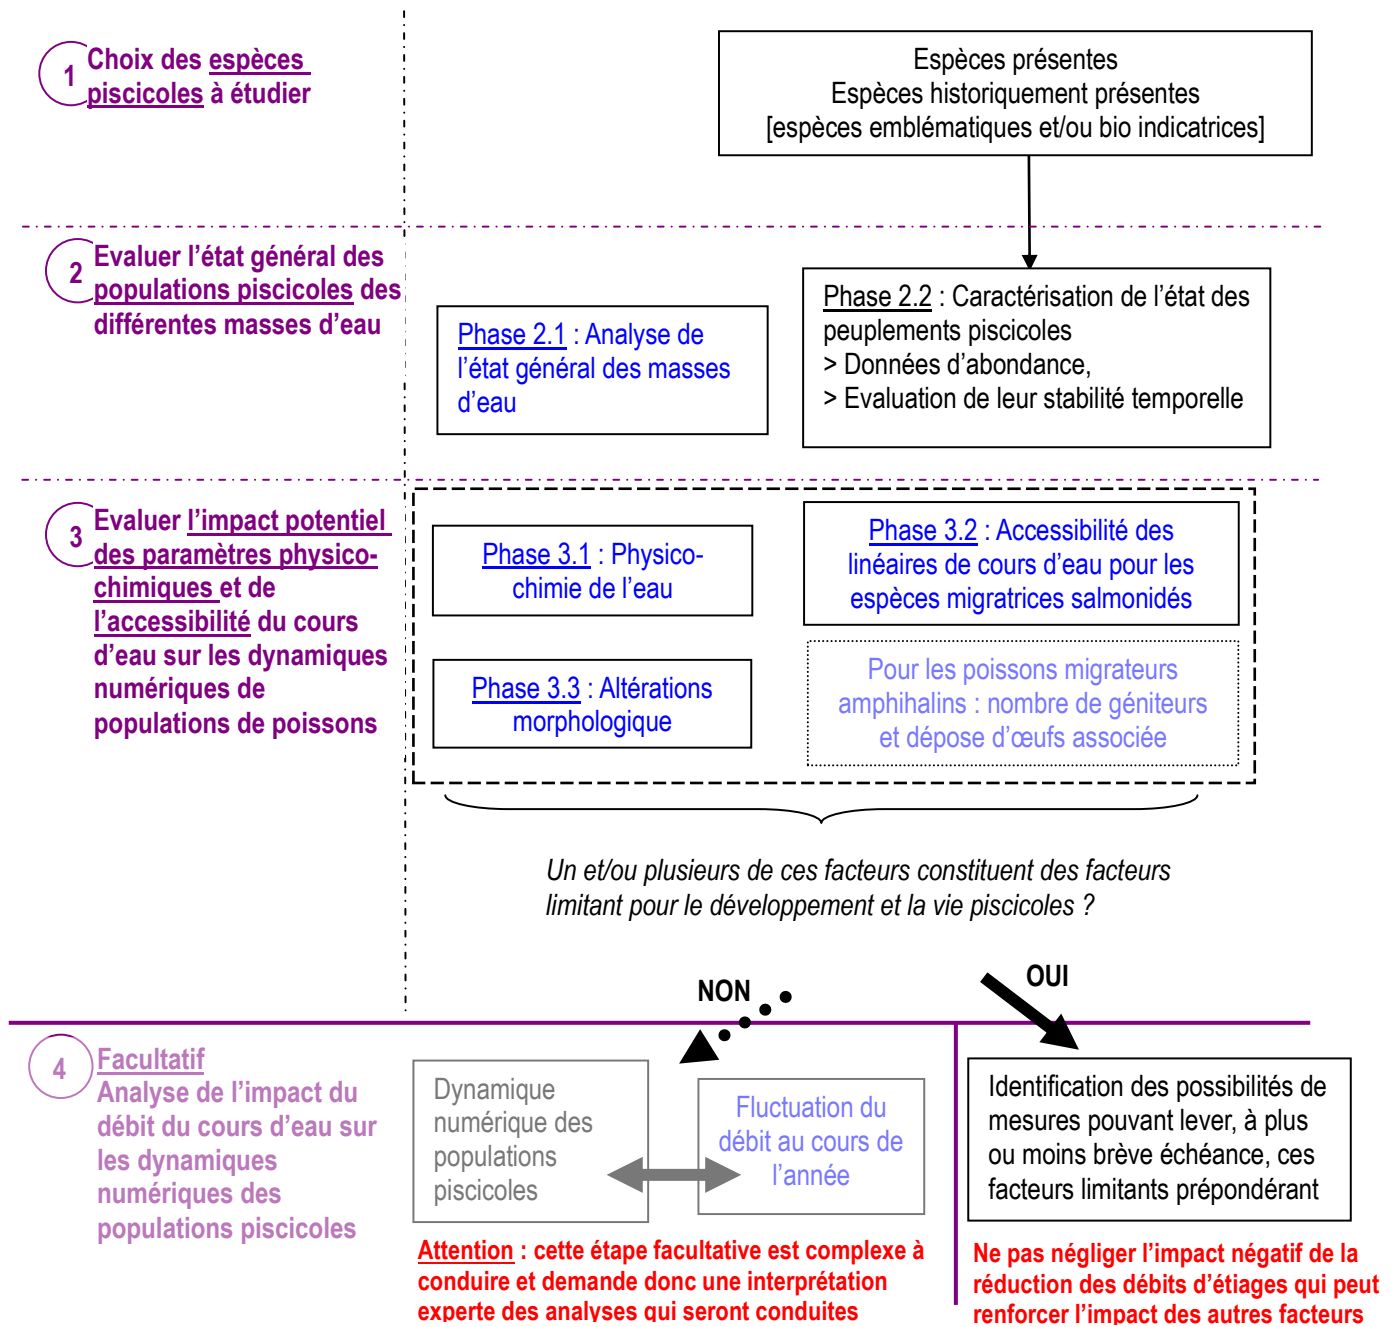 1
Choix des espèces
piscicoles à étudier
Espèces présentes
Espèces historiquement présentes
[espèces emblématiques et/ou bio indicatrices]
2
Evaluer l’état général des
populations piscicoles des
différentes masses d’eau
Phase 2.1 : Analyse de
l’état général des masses
d’eau
Phase 2.2 : Caractérisation de l’état des
peuplements piscicoles
> Données d’abondance,
> Evaluation de leur stabilité temporelle
3
Evaluer l’impact potentiel
des paramètres physico-
chimiques et de
l’accessibilité du cours
d’eau sur les dynamiques
numériques de
populations de poissons
Phase 3.1 : Physico-
chimie de l’eau
Phase 3.2 : Accessibilité des
linéaires de cours d’eau pour les
espèces migratrices salmonidés
Phase 3.3 : Altérations
morphologique
Pour les poissons migrateurs
amphihalins : nombre de géniteurs
et dépose d’œufs associée
Un et/ou plusieurs de ces facteurs constituent des facteurs
limitant pour le développement et la vie piscicoles ?
NON
OUI
4
Facultatif
Analyse de l’impact du
débit du cours d’eau sur
les dynamiques
numériques des
populations piscicoles
Dynamique
numérique des
populations
piscicoles
Fluctuation du
débit au cours de
l’année
Identification des possibilités de
mesures pouvant lever, à plus
ou moins brève échéance, ces
facteurs limitants prépondérant
Attention : cette étape facultative est complexe à
conduire et demande donc une interprétation
experte des analyses qui seront conduites
Ne pas négliger l’impact négatif de la
réduction des débits d’étiages qui peut
renforcer l’impact des autres facteurs